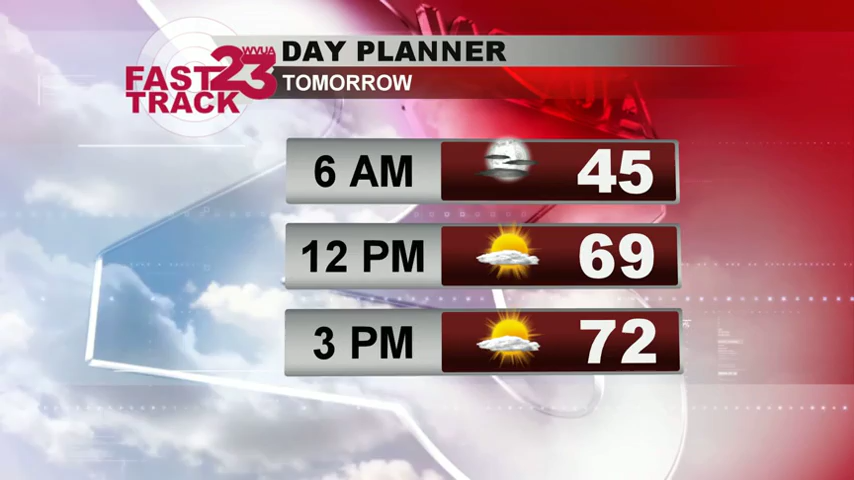 WVUA
23
FAST
TRACK
DAY PLANNER
TOMORROW
6 AM 45
12 PM 69
3 PM 72